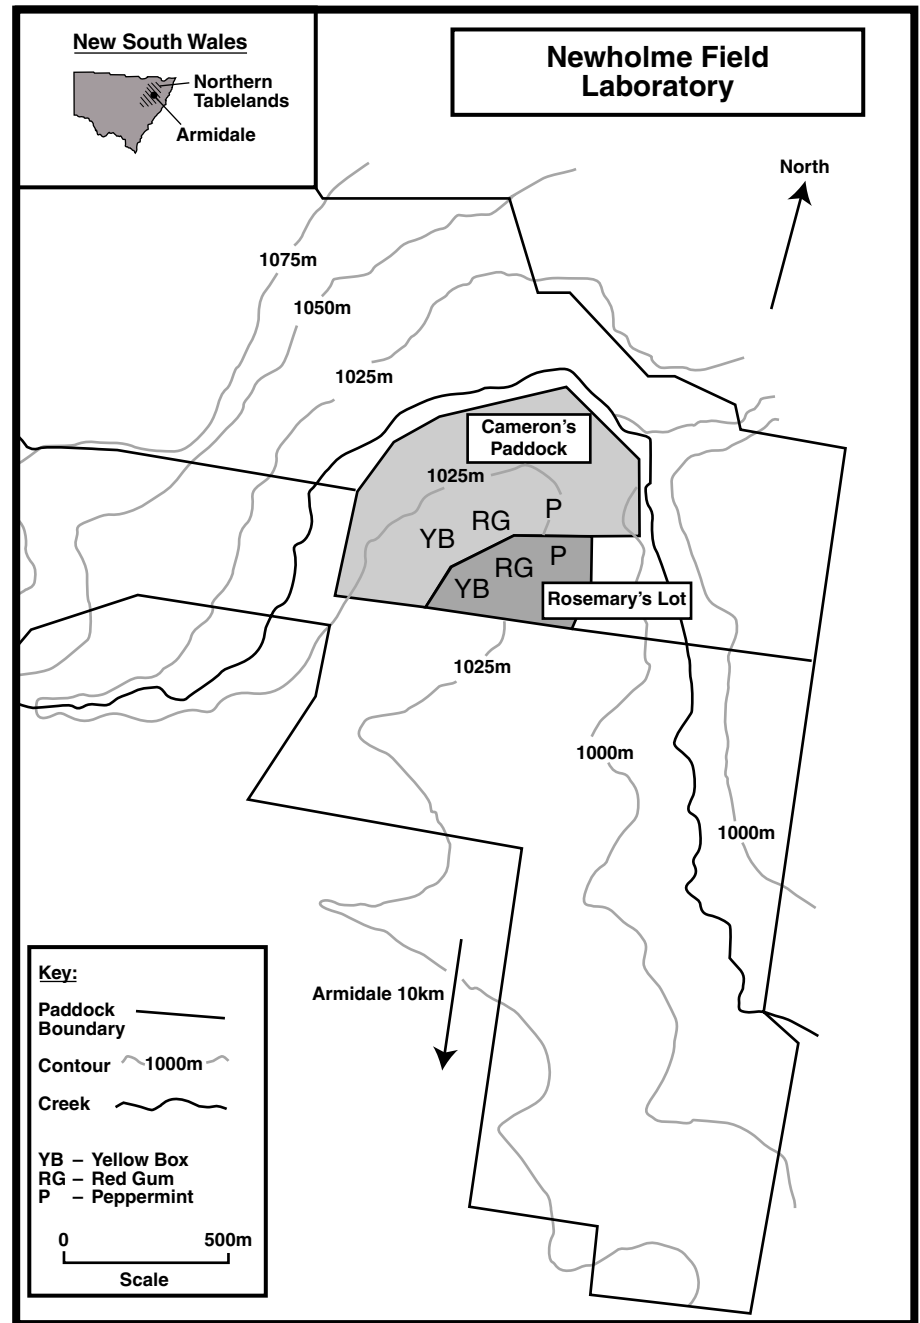 New South Wales
Northern
Tablelands
Armidale
Newholme Field
Laboratory
North
1075m
1050m
1025m
Cameron's
Paddock
1025m
P
RG
YB
P
RG
YB
Rosemary's Lot
1025m
1000m
1000m
Armidale 10km
Key:
Paddock
Boundary
Contour 1000m
Creek
YB – Yellow Box
RG – Red Gum
P – Peppermint
0 500m
Scale